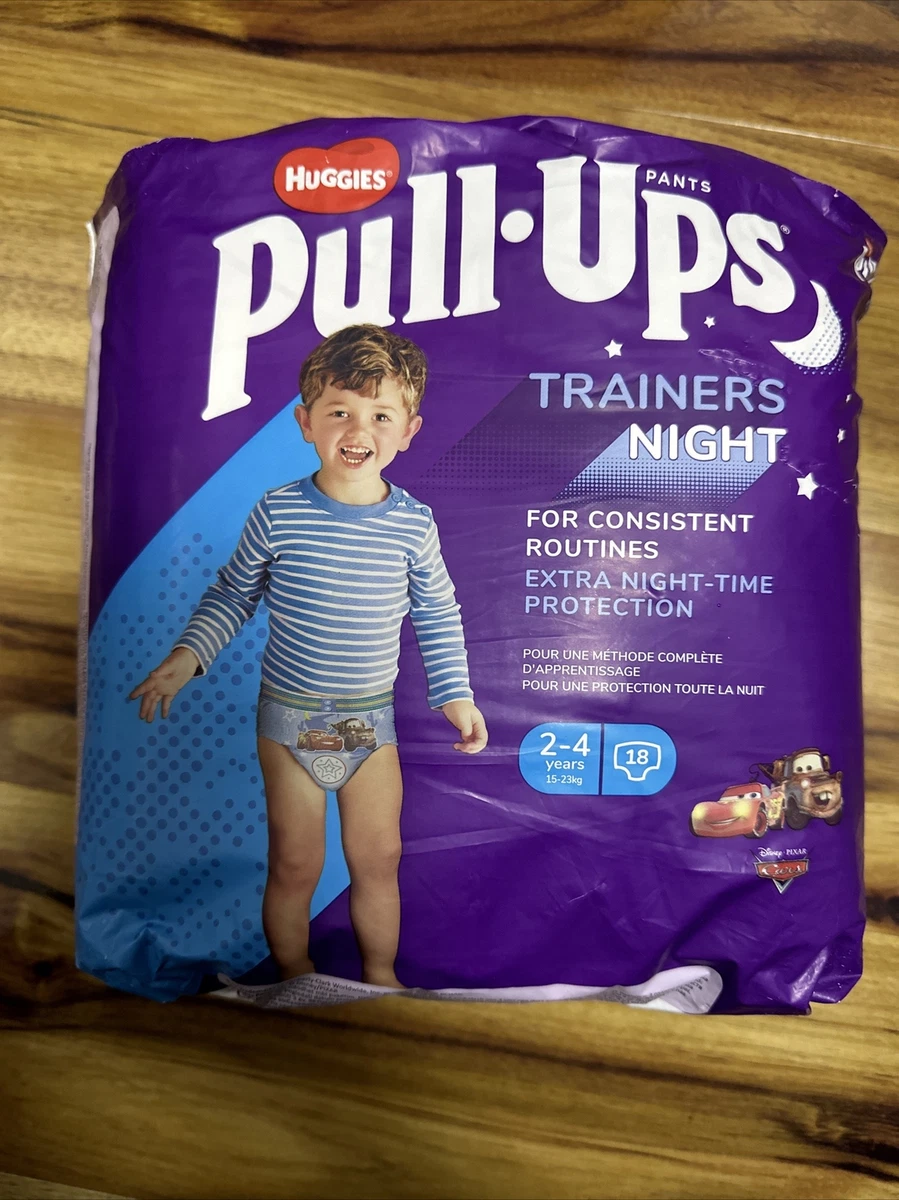 HUGGIES®
PANTS
Pull·Ups®
TRAINERS
NIGHT
FOR CONSISTENT
ROUTINES
EXTRA NIGHT-TIME
PROTECTION
POUR UNE MÉTHODE COMPLÈTE
D'APPRENTISSAGE
POUR UNE PROTECTION TOUTE LA NUIT
2-4
years
15-23kg
18
Disney·PIXAR
Cars